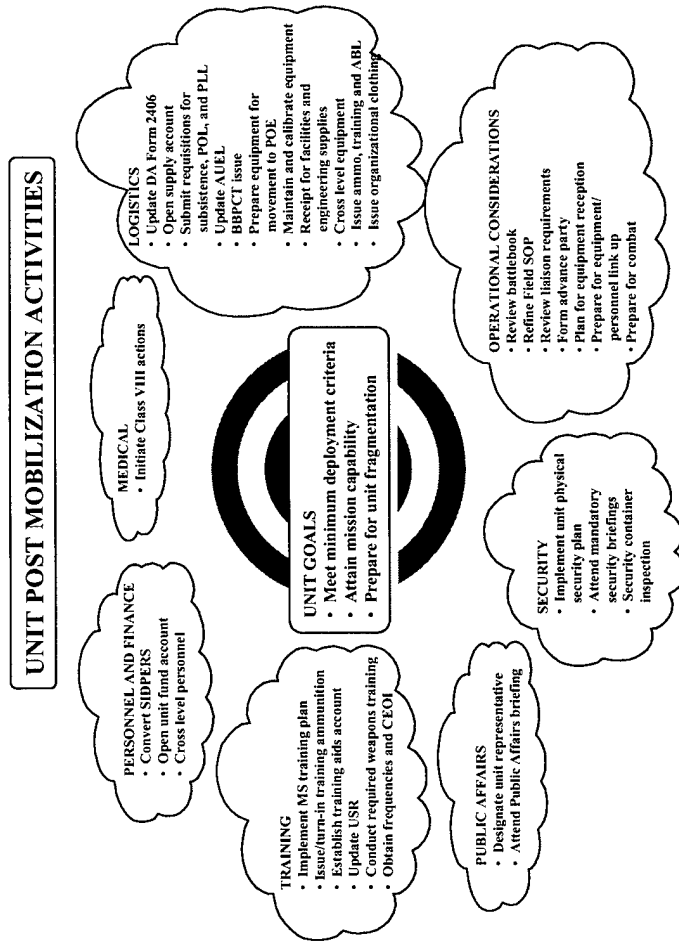 UNIT POST MOBILIZATION ACTIVITIES
PERSONNEL AND FINANCE
• Convert SIDPERS
• Open unit fund account
• Cross level personnel
MEDICAL
• Initiate Class VIII actions
LOGISTICS
• Update DA Form 2406
• Open supply account
• Submit requisitions for
subsistence, POL, and PLL
• Update AUEL
• BBPCT issue
• Prepare equipment for
movement to POE
• Maintain and calibrate equipment
• Receipt for facilities and
engineering supplies
• Cross level equipment
• Issue ammo, training and ABL
• Issue organizational clothing
TRAINING
• Implement MS training plan
• Issue/turn-in training ammunition
• Establish training aids account
• Update USR
• Conduct required weapons training
• Obtain frequencies and CEOI
UNIT GOALS
• Meet minimum deployment criteria
• Attain mission capability
• Prepare for unit fragmentation
PUBLIC AFFAIRS
• Designate unit representative
• Attend Public Affairs briefing
SECURITY
• Implement unit physical
security plan
• Attend mandatory
security briefings
• Security container
inspection
OPERATIONAL CONSIDERATIONS
• Review battlebook
• Refine Field SOP
• Review liaison requirements
• Form advance party
• Plan for equipment reception
• Prepare for equipment/
personnel link up
• Prepare for combat